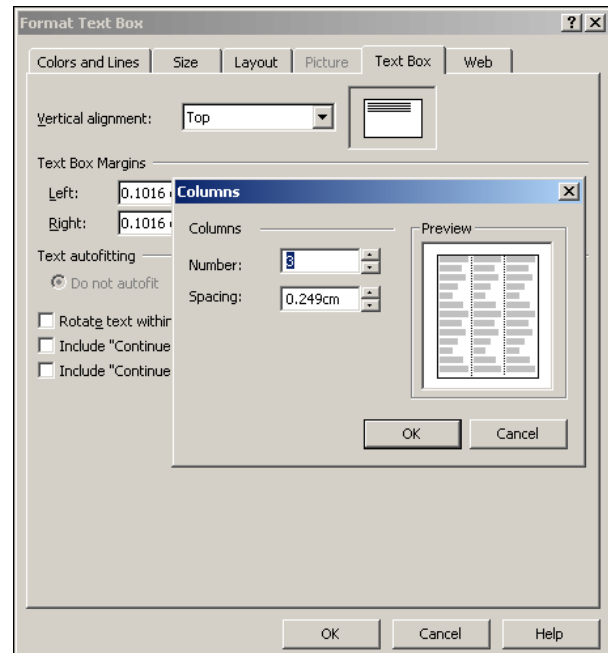 Format Text Box
Colors and Lines Size Layout Picture Text Box Web
Vertical alignment: Top
Text Box Margins
Left: 0.1016
Right: 0.1016
Text autofitting
Do not autofit
Rotate text within
Include "Continue
Include "Continue
Columns
Columns
Number: 3
Spacing: 0.249cm
Preview
OK Cancel
OK Cancel Help